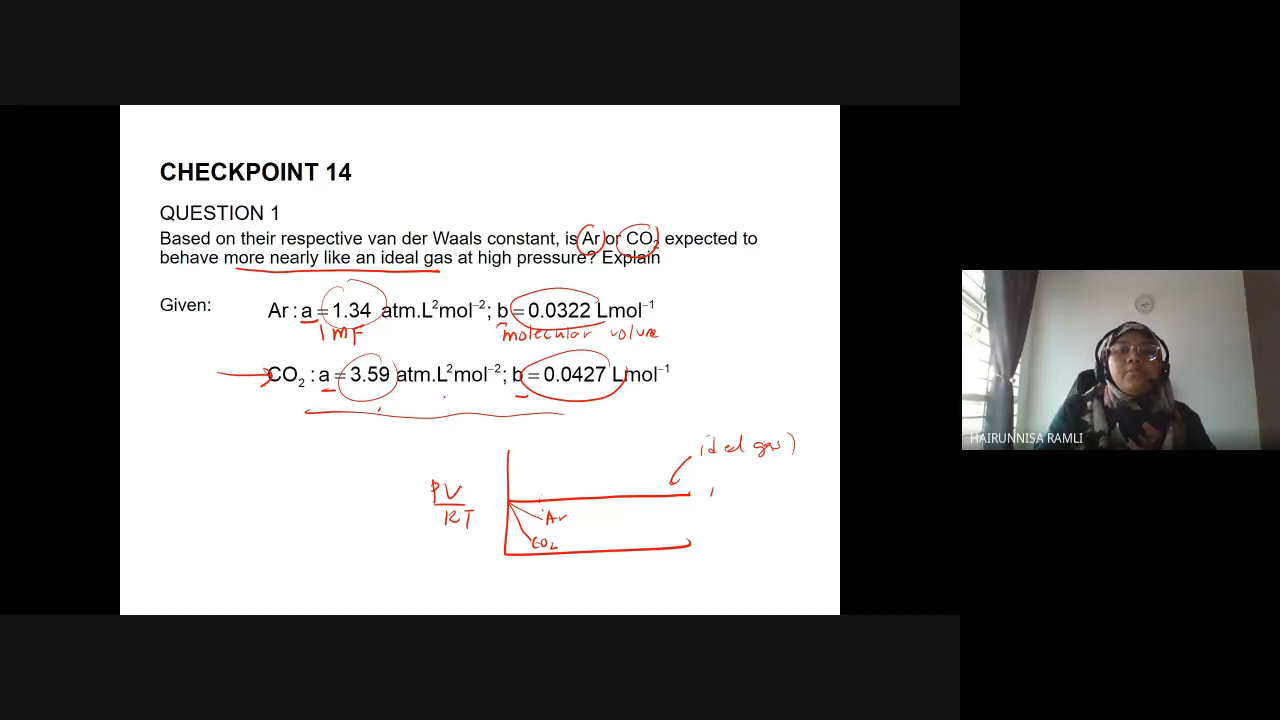 CHECKPOINT 14
QUESTION 1
Based on their respective van der Waals constant, is Ar or CO₂ expected to
behave more nearly like an ideal gas at high pressure? Explain
Given:
Ar : a = 1.34 atm.L²mol⁻²; b = 0.0322 Lmol⁻¹
IMF molecular volume
CO₂ : a = 3.59 atm.L²mol⁻²; b = 0.0427 Lmol⁻¹
ideal gas)
PV
RT
Ar
CO₂
HAIRUNNISA RAMLI